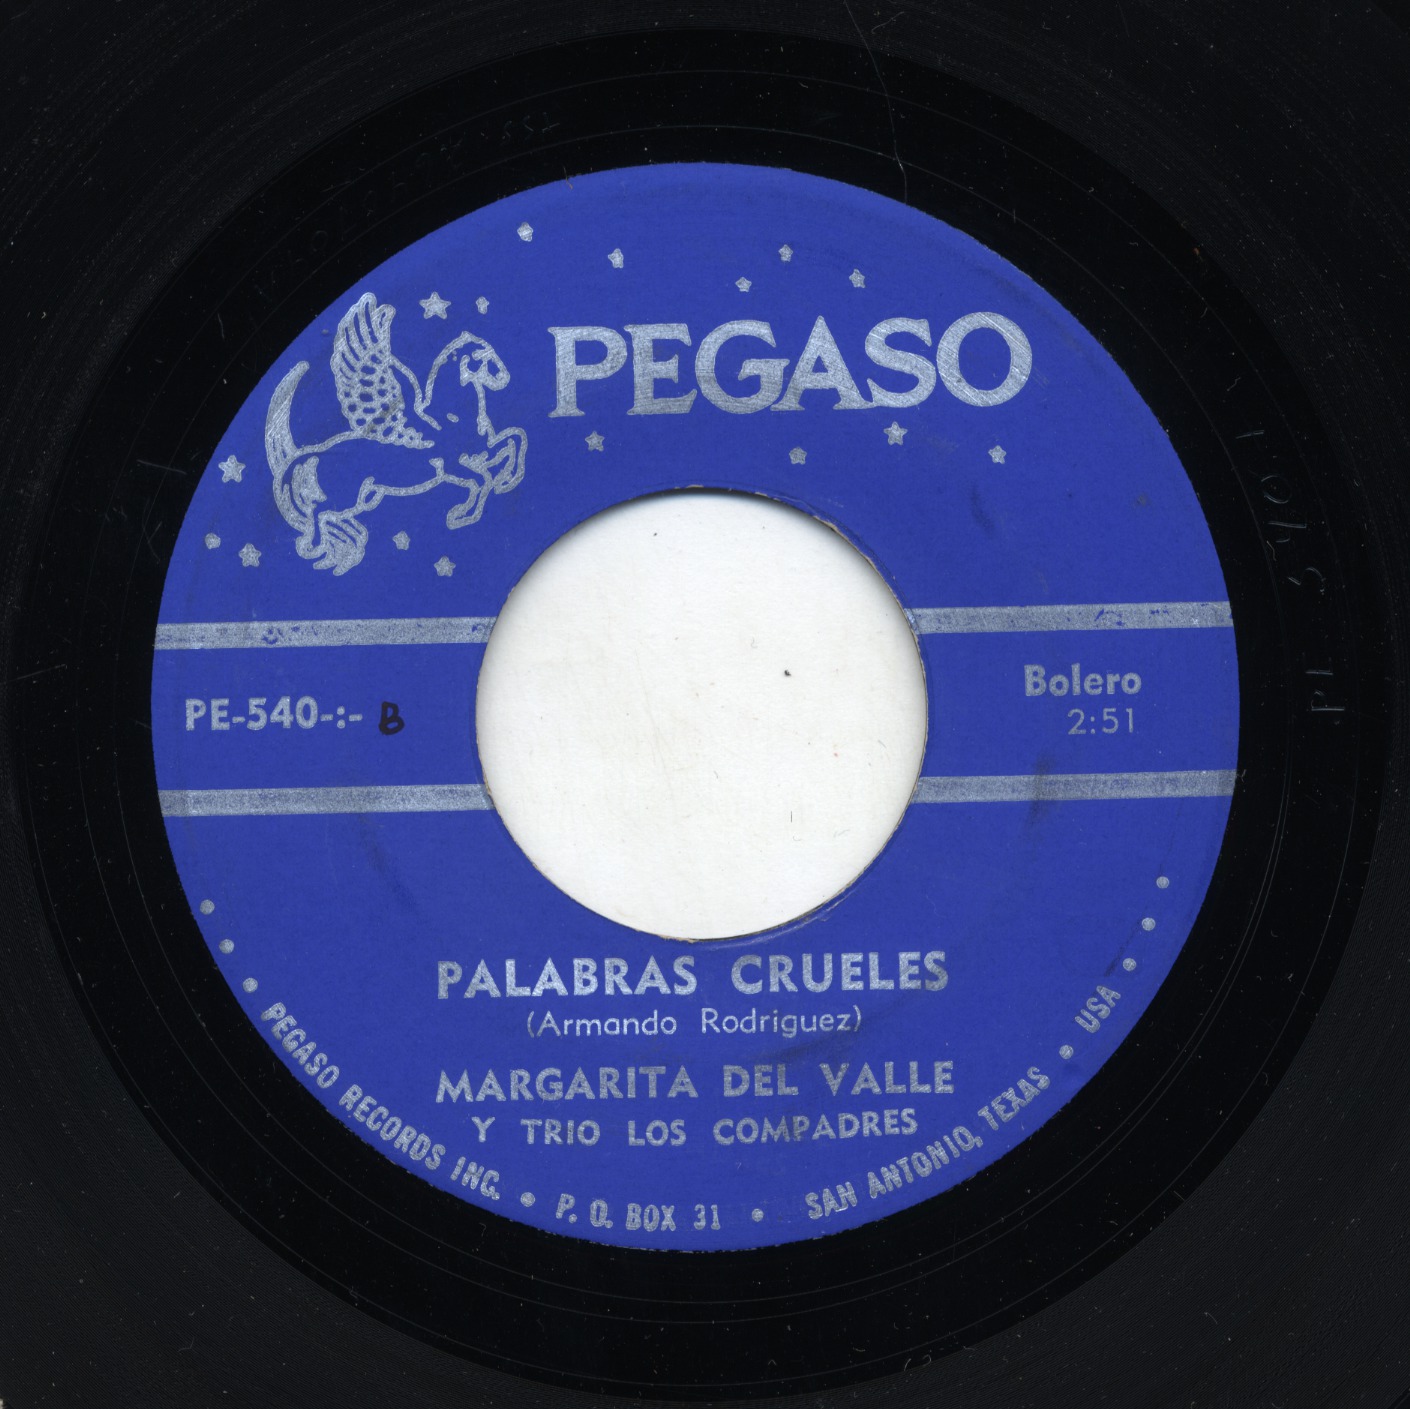 PEGASO
PE-540-:- B
Bolero
2:51
PALABRAS CRUELES
(Armando Rodriguez)
MARGARITA DEL VALLE
Y TRIO LOS COMPADRES
• • • PEGASO RECORDS INC. • P. O. BOX 31 • SAN ANTONIO, TEXAS • USA • • •